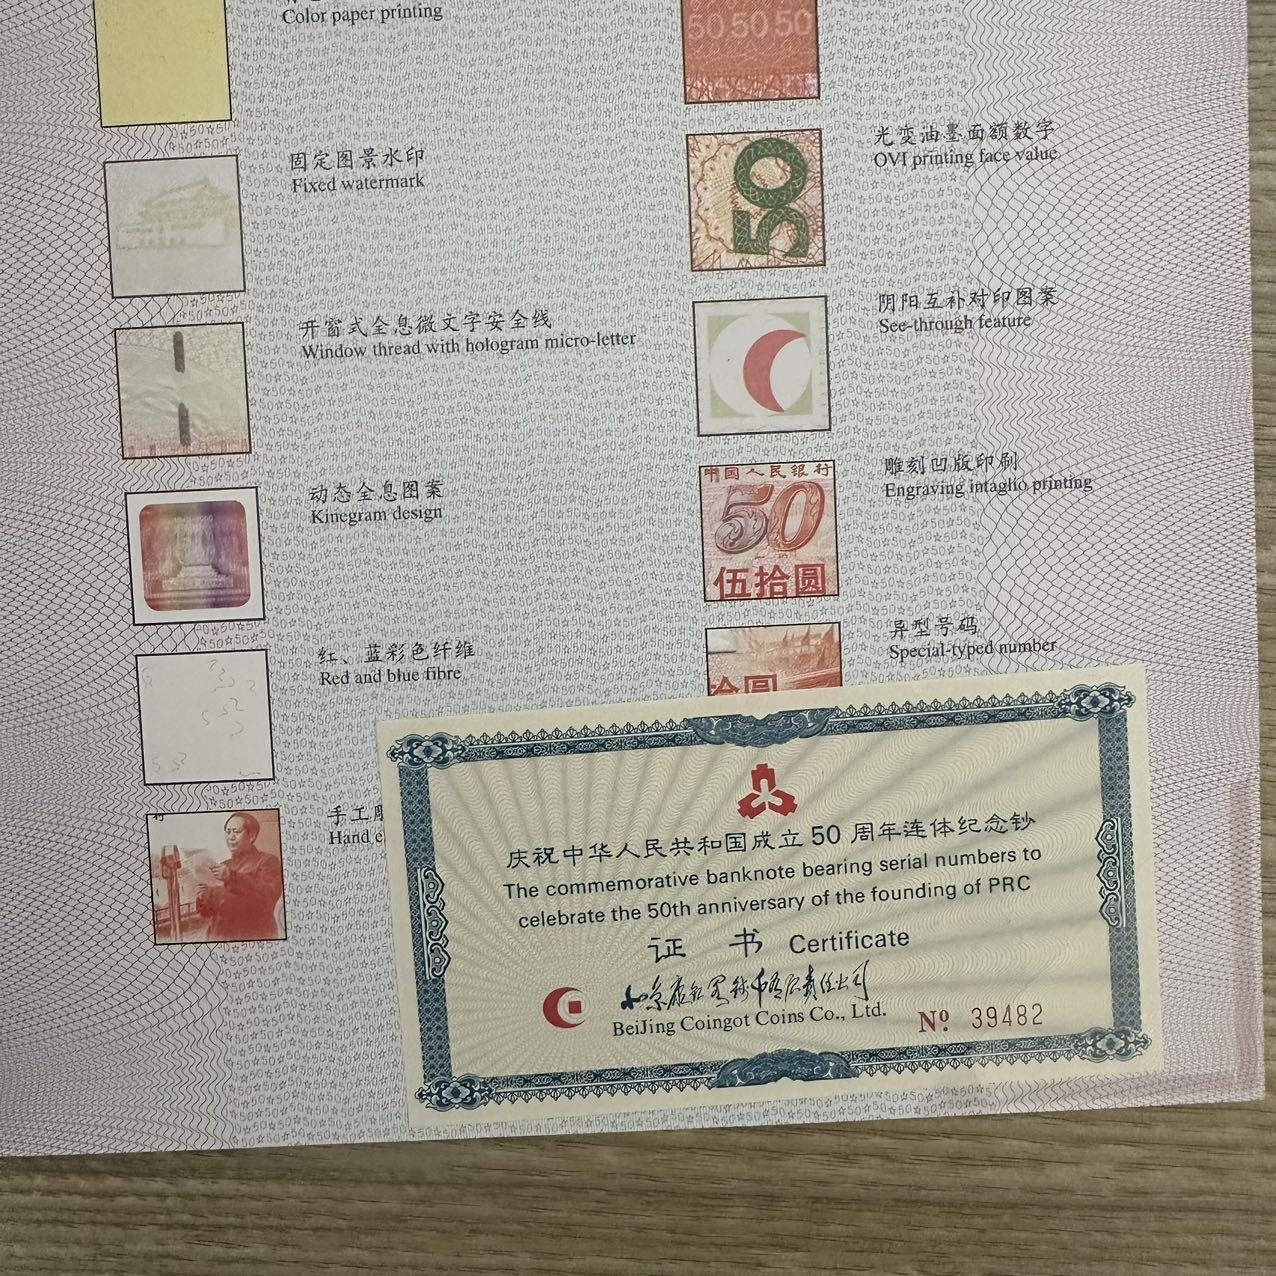 Color paper printing
固定图景水印
Fixed watermark
开窗式全息微文字安全线
Window thread with hologram micro-letter
动态全息图案
Kinegram design
红、蓝彩色纤维
Red and blue fibre
手工
Hand e
50 50 50
光变油墨面额数字
OVI printing face value
50
阴阳互补对印图案
See-through feature
雕刻凹版印刷
Engraving intaglio printing
中国人民银行
50
伍拾圆
异型号码
Special-typed number
拾圆
庆祝中华人民共和国成立 50 周年连体纪念钞
The commemorative banknote bearing serial numbers to
celebrate the 50th anniversary of the founding of PRC
证 书 Certificate
BeiJing Coingot Coins Co., Ltd.
Nº 39482